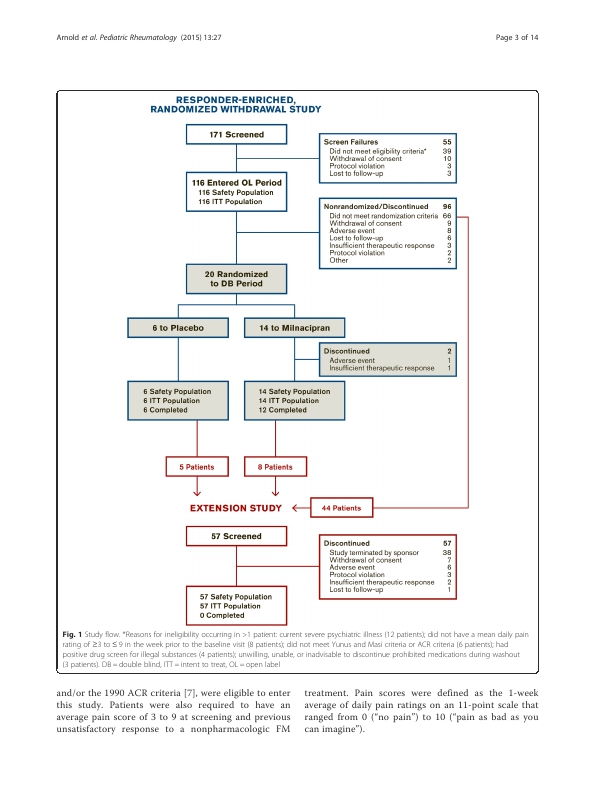 Arnold et al. Pediatric Rheumatology (2015) 13:27
Page 3 of 14
RESPONDER-ENRICHED,
RANDOMIZED WITHDRAWAL STUDY
171 Screened
Screen Failures 55
Did not meet eligibility criteria* 39
Withdrawal of consent 10
Protocol violation 3
Lost to follow-up 3
116 Entered OL Period
116 Safety Population
116 ITT Population
Nonrandomized/Discontinued 96
Did not meet randomization criteria 66
Withdrawal of consent 9
Adverse event 8
Lost to follow-up 6
Insufficient therapeutic response 3
Protocol violation 2
Other 2
20 Randomized
to DB Period
6 to Placebo
14 to Milnacipran
Discontinued 2
Adverse event 1
Insufficient therapeutic response 1
6 Safety Population
6 ITT Population
6 Completed
14 Safety Population
14 ITT Population
12 Completed
5 Patients
8 Patients
EXTENSION STUDY
44 Patients
57 Screened
Discontinued 57
Study terminated by sponsor 38
Withdrawal of consent 7
Adverse event 6
Protocol violation 3
Insufficient therapeutic response 2
Lost to follow-up 1
57 Safety Population
57 ITT Population
0 Completed
Fig. 1 Study flow. *Reasons for ineligibility occurring in >1 patient: current severe psychiatric illness (12 patients); did not have a mean daily pain
rating of ≥3 to ≤ 9 in the week prior to the baseline visit (8 patients); did not meet Yunus and Masi criteria or ACR criteria (6 patients); had
positive drug screen for illegal substances (4 patients); unwilling, unable, or inadvisable to discontinue prohibited medications during washout
(3 patients). DB = double blind, ITT = intent to treat, OL = open label
and/or the 1990 ACR criteria [7], were eligible to enter
this study. Patients were also required to have an
average pain score of 3 to 9 at screening and previous
unsatisfactory response to a nonpharmacologic FM
treatment. Pain scores were defined as the 1-week
average of daily pain ratings on an 11-point scale that
ranged from 0 (“no pain”) to 10 (“pain as bad as you
can imagine”).